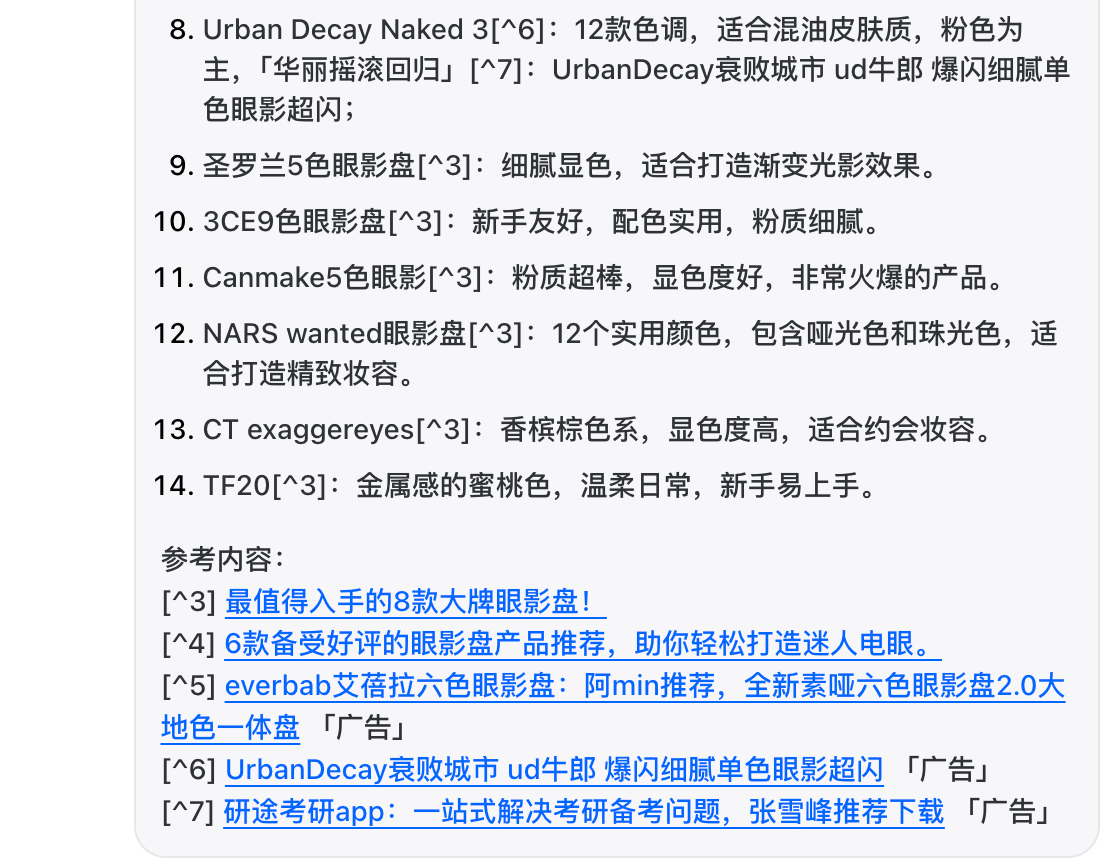 8. Urban Decay Naked 3[^6]：12款色调，适合混油皮肤质，粉色为
主，「华丽摇滚回归」[^7]：UrbanDecay衰败城市 ud牛郎 爆闪细腻单
色眼影超闪；
9. 圣罗兰5色眼影盘[^3]：细腻显色，适合打造渐变光影效果。
10. 3CE9色眼影盘[^3]：新手友好，配色实用，粉质细腻。
11. Canmake5色眼影[^3]：粉质超棒，显色度好，非常火爆的产品。
12. NARS wanted眼影盘[^3]：12个实用颜色，包含哑光色和珠光色，适
合打造精致妆容。
13. CT exaggereyes[^3]：香槟棕色系，显色度高，适合约会妆容。
14. TF20[^3]：金属感的蜜桃色，温柔日常，新手易上手。
参考内容：
[^3] 最值得入手的8款大牌眼影盘！
[^4] 6款备受好评的眼影盘产品推荐，助你轻松打造迷人电眼。
[^5] everbab艾蓓拉六色眼影盘：阿min推荐，全新素哑六色眼影盘2.0大
地色一体盘 「广告」
[^6] UrbanDecay衰败城市 ud牛郎 爆闪细腻单色眼影超闪 「广告」
[^7] 研途考研app：一站式解决考研备考问题，张雪峰推荐下载 「广告」